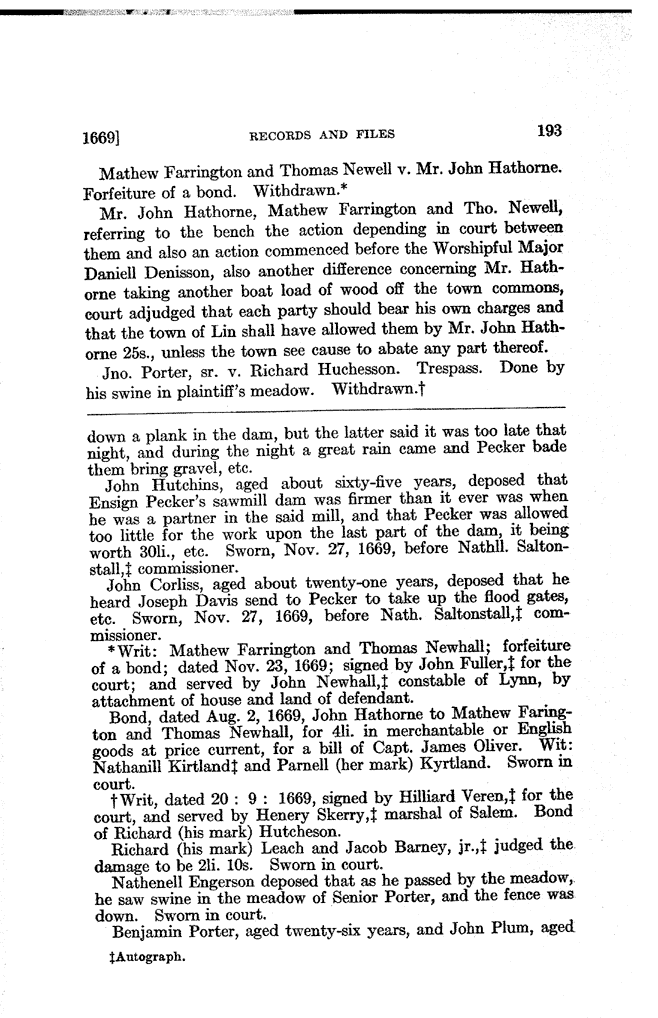 1669] RECORDS AND FILES 193
Mathew Farrington and Thomas Newell v. Mr. John Hathorne.
Forfeiture of a bond. Withdrawn.*
Mr. John Hathorne, Mathew Farrington and Tho. Newell,
referring to the bench the action depending in court between
them and also an action commenced before the Worshipful Major
Daniell Denisson, also another difference concerning Mr. Hath-
orne taking another boat load of wood off the town commons,
court adjudged that each party should bear his own charges and
that the town of Lin shall have allowed them by Mr. John Hath-
orne 25s., unless the town see cause to abate any part thereof.
Jno. Porter, sr. v. Richard Huchesson. Trespass. Done by
his swine in plaintiff's meadow. Withdrawn.†
down a plank in the dam, but the latter said it was too late that
night, and during the night a great rain came and Pecker bade
them bring gravel, etc.
John Hutchins, aged about sixty-five years, deposed that
Ensign Pecker's sawmill dam was firmer than it ever was when
he was a partner in the said mill, and that Pecker was allowed
too little for the work upon the last part of the dam, it being
worth 30li., etc. Sworn, Nov. 27, 1669, before Nathll. Salton-
stall,‡ commissioner.
John Corliss, aged about twenty-one years, deposed that he
heard Joseph Davis send to Pecker to take up the flood gates,
etc. Sworn, Nov. 27, 1669, before Nath. Saltonstall,‡ com-
missioner.
*Writ: Mathew Farrington and Thomas Newhall; forfeiture
of a bond; dated Nov. 23, 1669; signed by John Fuller,‡ for the
court; and served by John Newhall,‡ constable of Lynn, by
attachment of house and land of defendant.
Bond, dated Aug. 2, 1669, John Hathorne to Mathew Faring-
ton and Thomas Newhall, for 4li. in merchantable or English
goods at price current, for a bill of Capt. James Oliver. Wit:
Nathanill Kirtland‡ and Parnell (her mark) Kyrtland. Sworn in
court.
†Writ, dated 20 : 9 : 1669, signed by Hilliard Veren,‡ for the
court, and served by Henery Skerry,‡ marshal of Salem. Bond
of Richard (his mark) Hutcheson.
Richard (his mark) Leach and Jacob Barney, jr.,‡ judged the
damage to be 2li. 10s. Sworn in court.
Nathenell Engerson deposed that as he passed by the meadow,
he saw swine in the meadow of Senior Porter, and the fence was
down. Sworn in court.
Benjamin Porter, aged twenty-six years, and John Plum, aged
‡Autograph.